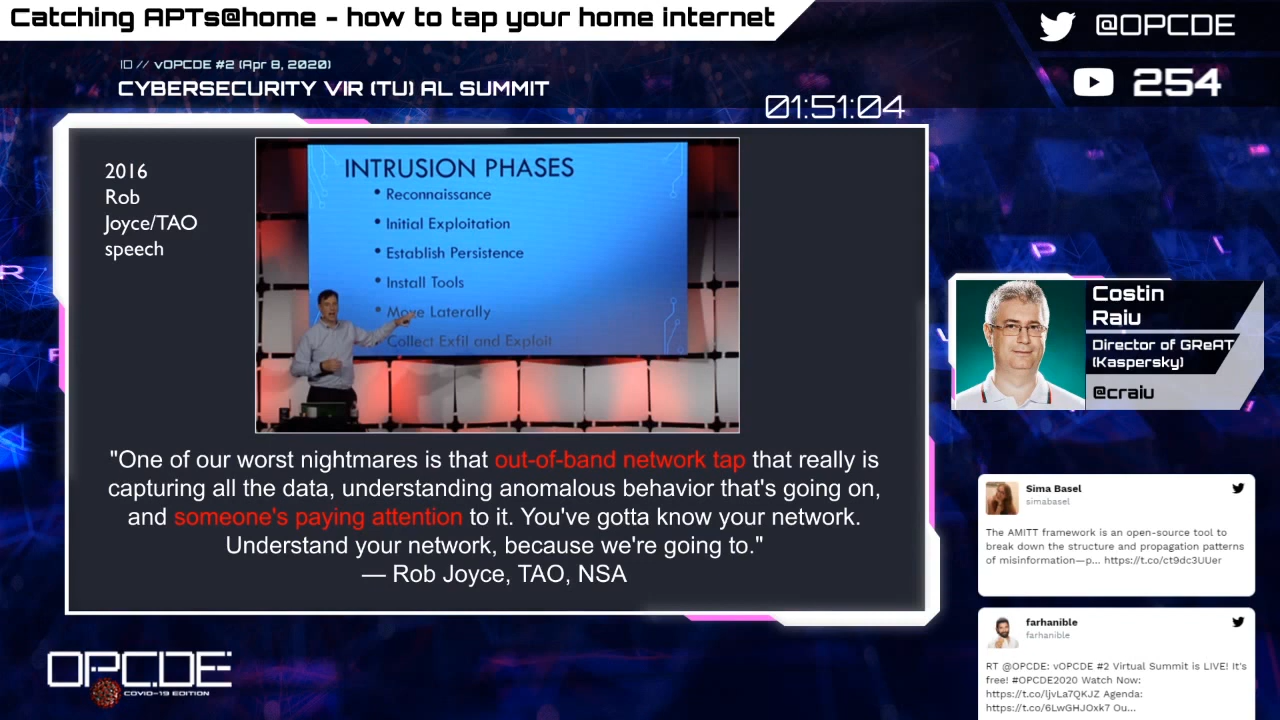 Catching APTs@home - how to tap your home internet
@OPCDE
ID // vOPCDE #2 (Apr 8, 2020)
CYBERSECURITY VIR (TU) AL SUMMIT
254
01:51:04
2016
Rob
Joyce/TAO
speech
INTRUSION PHASES
• Reconnaissance
• Initial Exploitation
• Establish Persistence
• Install Tools
• Move Laterally
• Collect Exfil and Exploit
"One of our worst nightmares is that out-of-band network tap that really is
capturing all the data, understanding anomalous behavior that's going on,
and someone's paying attention to it. You've gotta know your network.
Understand your network, because we're going to."
— Rob Joyce, TAO, NSA
Costin
Raiu
Director of GReAT
(Kaspersky)
@craiu
Sima Basel
simabasel
The AMITT framework is an open-source tool to
break down the structure and propagation patterns
of misinformation—p... https://t.co/ct9dc3UUer
farhanible
farhanible
RT @OPCDE: vOPCDE #2 Virtual Summit is LIVE! It's
free! #OPCDE2020 Watch Now:
https://t.co/ljvLa7QKJZ Agenda:
https://t.co/6LwGHJOxk7 Ou...
OPCDE
COVID-19 EDITION